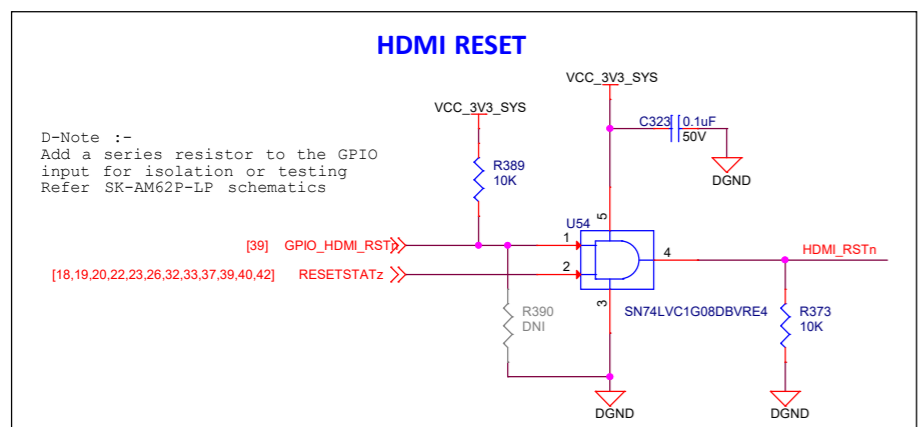 HDMI RESET
VCC_3V3_SYS
VCC_3V3_SYS
C323
0.1uF
50V
D-Note :-
Add a series resistor to the GPIO
input for isolation or testing
Refer SK-AM62P-LP schematics
R389
10K
DGND
U54
5
[39] GPIO_HDMI_RSTn
1
4
HDMI_RSTn
[18,19,20,22,23,26,32,33,37,39,40,42] RESETSTATz
2
3
SN74LVC1G08DBVRE4
R390
DNI
R373
10K
DGND
DGND